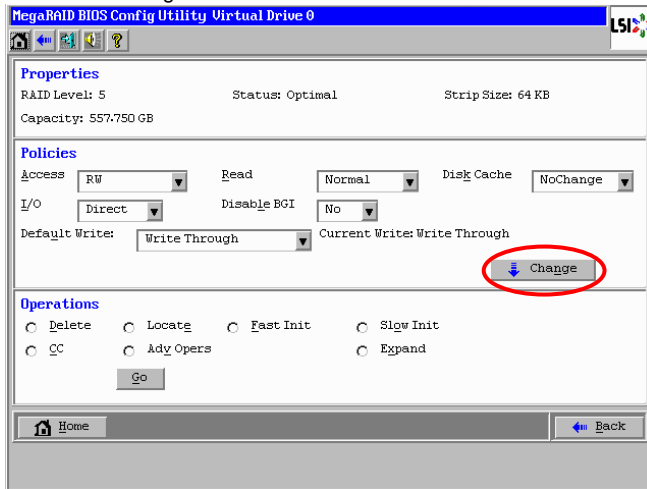 MegaRAID BIOS Config Utility Virtual Drive 0
LSI
Properties
RAID Level: 5 Status: Optimal Strip Size: 64 KB
Capacity: 557.750 GB
Policies
Access RW Read Normal Disk Cache NoChange
I/O Direct Disable BGI No
Default Write: Write Through Current Write: Write Through
Change
Operations
Delete Locate Fast Init Slow Init
CC Adv Opers Expand
Go
Home Back